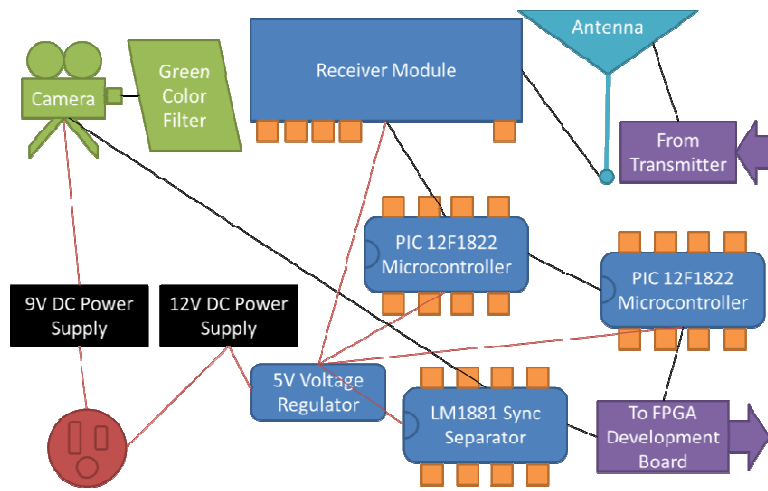 Antenna
Green
Color
Filter
Camera
Receiver Module
From
Transmitter
PIC 12F1822
Microcontroller
PIC 12F1822
Microcontroller
9V DC Power
Supply
12V DC Power
Supply
5V Voltage
Regulator
LM1881 Sync
Separator
To FPGA
Development
Board